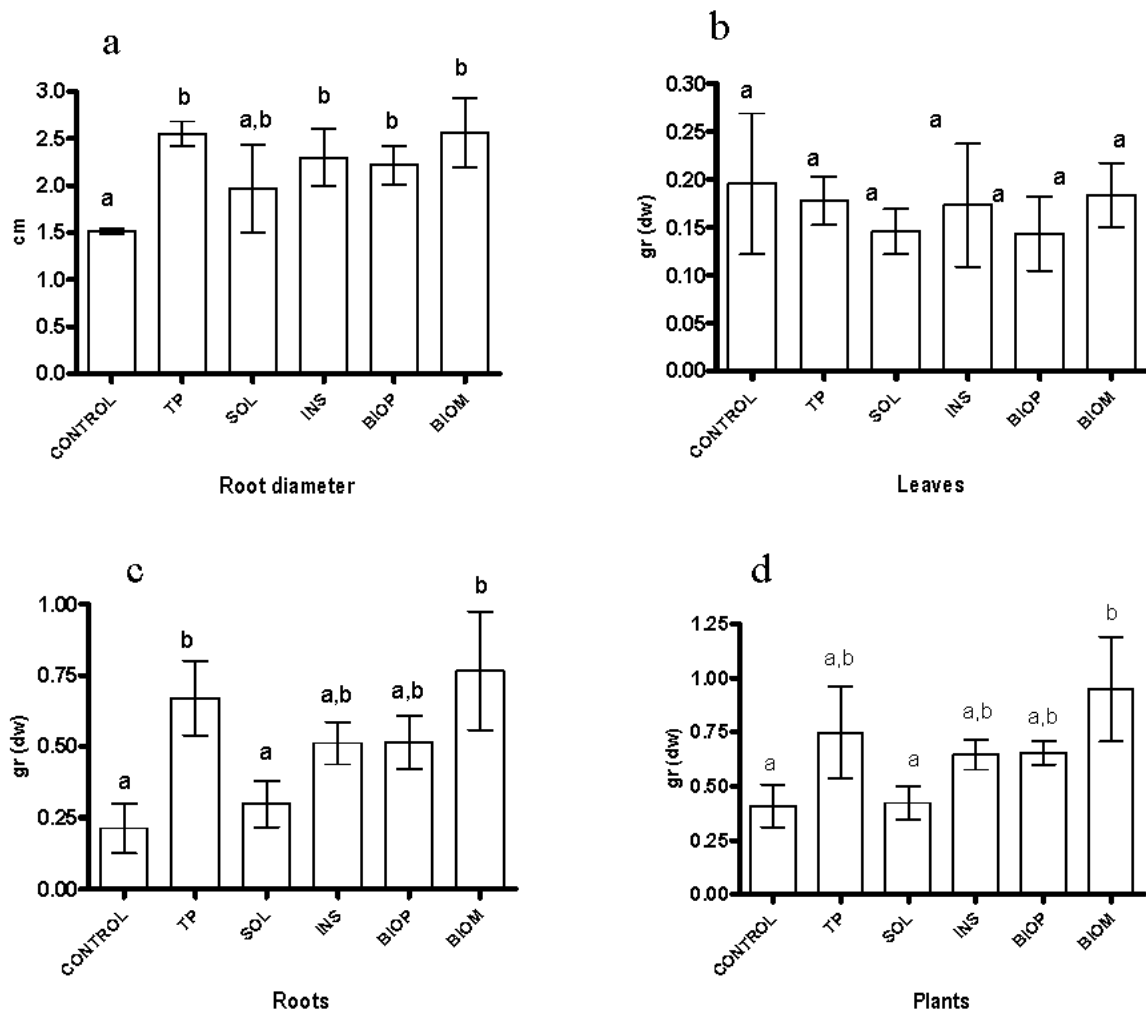 a
b
3.0
2.5
2.0
1.5
1.0
0.5
0.0
cm
a
b
a,b
b
b
b
CONTROL
TP
SOL
INS
BIOP
BIOM
Root diameter
0.30
0.25
0.20
0.15
0.10
0.05
0.00
gr (dw)
a
a
a
a
a
a
a
CONTROL
TP
SOL
INS
BIOP
BIOM
Leaves
c
d
1.00
0.75
0.50
0.25
0.00
gr (dw)
a
b
a
a,b
a,b
b
CONTROL
TP
SOL
INS
BIOP
BIOM
Roots
1.25
1.00
0.75
0.50
0.25
0.00
gr (dw)
a
a,b
a
a,b
a,b
b
CONTROL
TP
SOL
INS
BIOP
BIOM
Plants